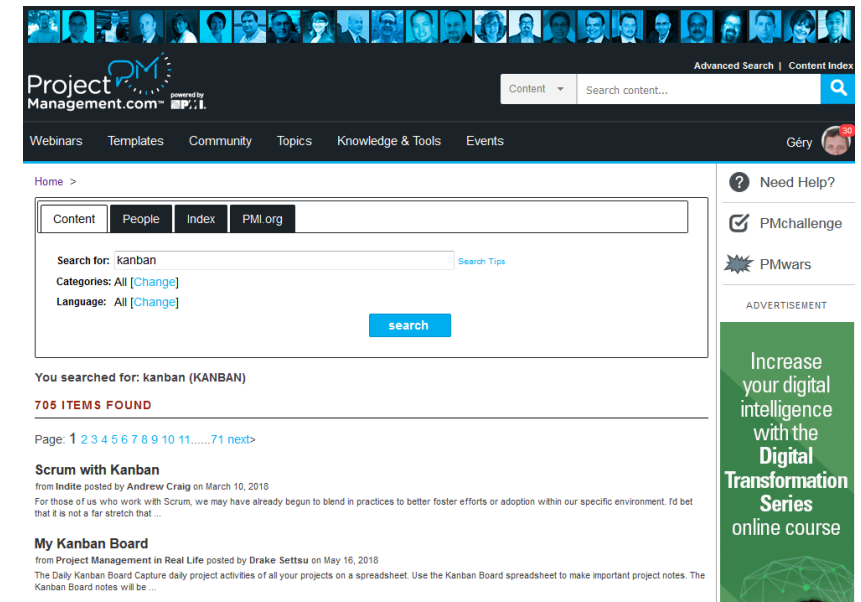 Advanced Search | Content Index
Project PM
Management.com™ powered by PMI.
Content
Search content...
Webinars Templates Community Topics Knowledge & Tools Events
Géry 30
Home >
Content People Index PMI.org
Search for: kanban Search Tips
Categories: All [Change]
Language: All [Change]
search
You searched for: kanban (KANBAN)
705 ITEMS FOUND
Page: 1 2 3 4 5 6 7 8 9 10 11......71 next>
Scrum with Kanban
from Indite posted by Andrew Craig on March 10, 2018
For those of us who work with Scrum, we may have already begun to blend in practices to better foster efforts or adoption within our specific environment. I'd bet
that it is not a far stretch that ...
My Kanban Board
from Project Management in Real Life posted by Drake Settsu on May 16, 2018
The Daily Kanban Board Capture daily project activities of all your projects on a spreadsheet. Use the Kanban Board spreadsheet to make important project notes. The
Kanban Board notes will be ...
Need Help?
PMchallenge
PMwars
ADVERTISEMENT
Increase
your digital
intelligence
with the
Digital
Transformation
Series
online course